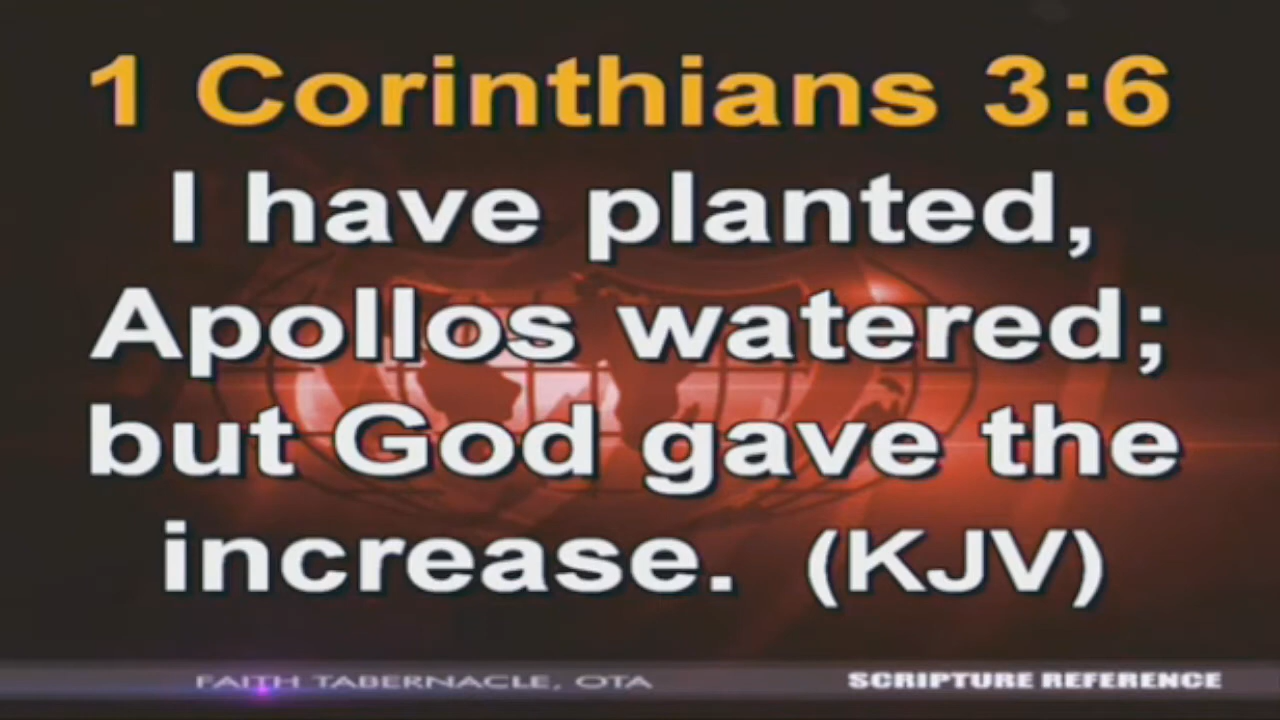 1 Corinthians 3:6
I have planted,
Apollos watered;
but God gave the
increase. (KJV)
FAITH TABERNACLE, OTA
SCRIPTURE REFERENCE